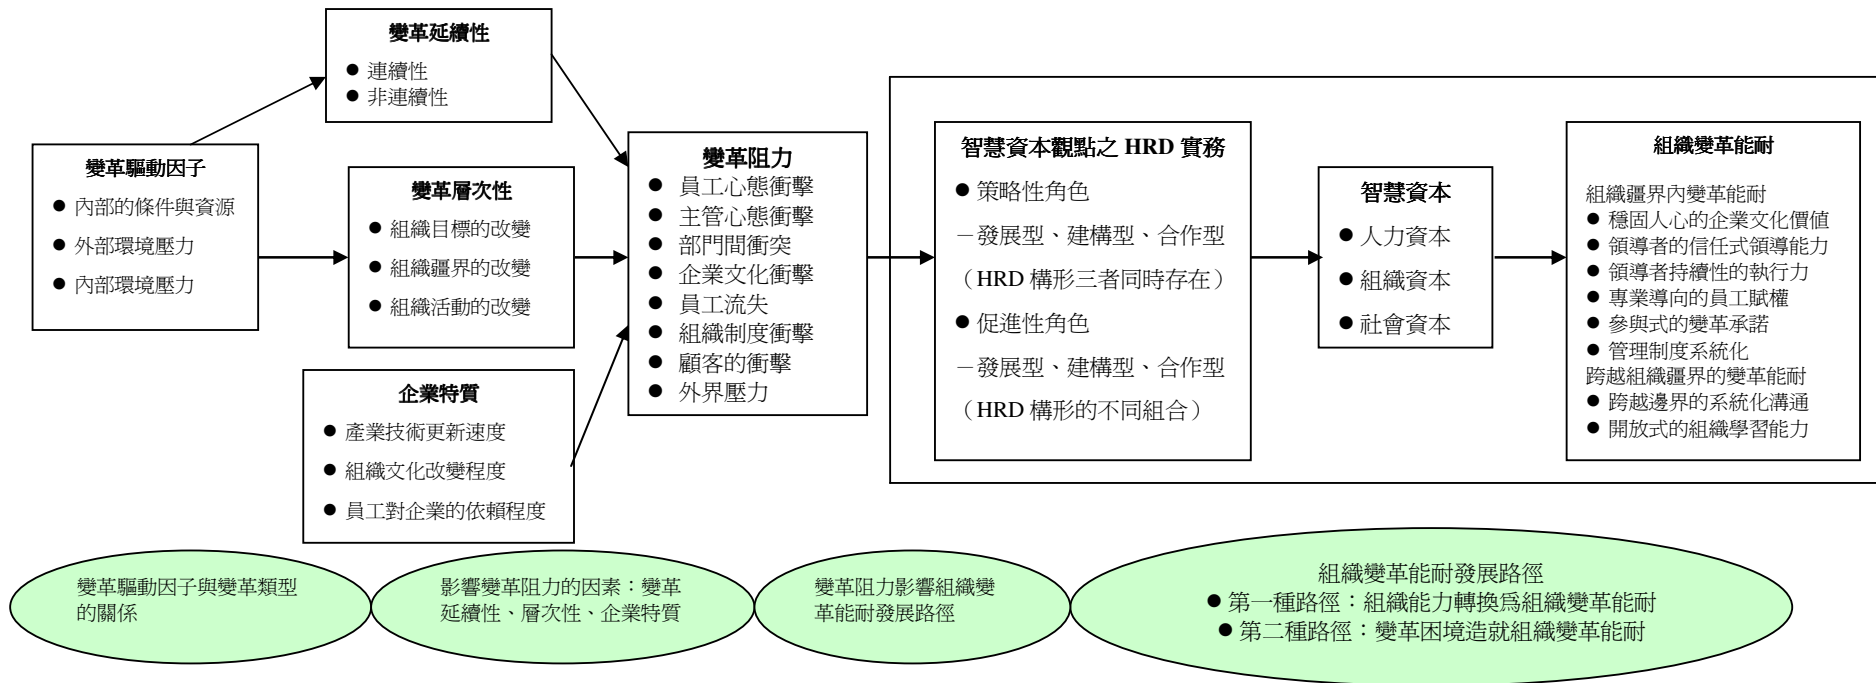 變革延續性
● 連續性
● 非連續性
變革驅動因子
● 內部的條件與資源
● 外部環境壓力
● 內部環境壓力
變革層次性
● 組織目標的改變
● 組織疆界的改變
● 組織活動的改變
企業特質
● 產業技術更新速度
● 組織文化改變程度
● 員工對企業的依賴程度
變革阻力
● 員工心態衝擊
● 主管心態衝擊
● 部門間衝突
● 企業文化衝擊
● 員工流失
● 組織制度衝擊
● 顧客的衝擊
● 外界壓力
智慧資本觀點之 HRD 實務
● 策略性角色
－發展型、建構型、合作型
（HRD 構形三者同時存在）
● 促進性角色
－發展型、建構型、合作型
（HRD 構形的不同組合）
智慧資本
● 人力資本
● 組織資本
● 社會資本
組織變革能耐
組織疆界內變革能耐
● 穩固人心的企業文化價值
● 領導者的信任式領導能力
● 領導者持續性的執行力
● 專業導向的員工賦權
● 參與式的變革承諾
● 管理制度系統化
跨越組織疆界的變革能耐
● 跨越邊界的系統化溝通
● 開放式的組織學習能力
變革驅動因子與變革類型
的關係
影響變革阻力的因素：變革
延續性、層次性、企業特質
變革阻力影響組織變
革能耐發展路徑
組織變革能耐發展路徑
● 第一種路徑：組織能力轉換為組織變革能耐
● 第二種路徑：變革困境造就組織變革能耐